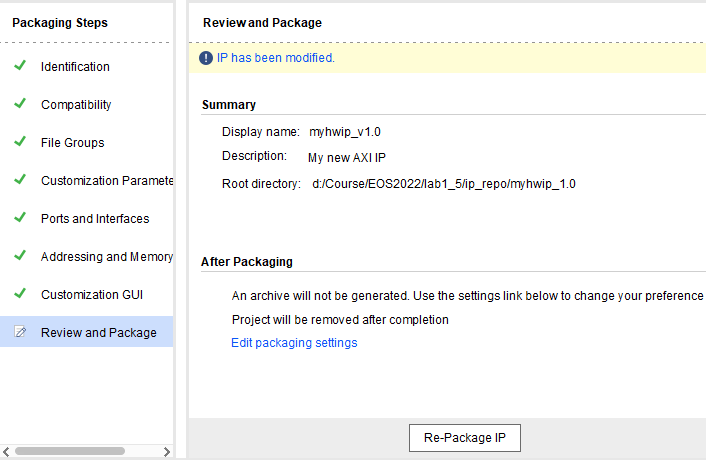 Packaging Steps
Identification
Compatibility
File Groups
Customization Paramete
Ports and Interfaces
Addressing and Memory
Customization GUI
Review and Package
Review and Package
IP has been modified.
Summary
Display name: myhwip_v1.0
Description: My new AXI IP
Root directory: d:/Course/EOS2022/lab1_5/ip_repo/myhwip_1.0
After Packaging
An archive will not be generated. Use the settings link below to change your preference
Project will be removed after completion
Edit packaging settings
Re-Package IP